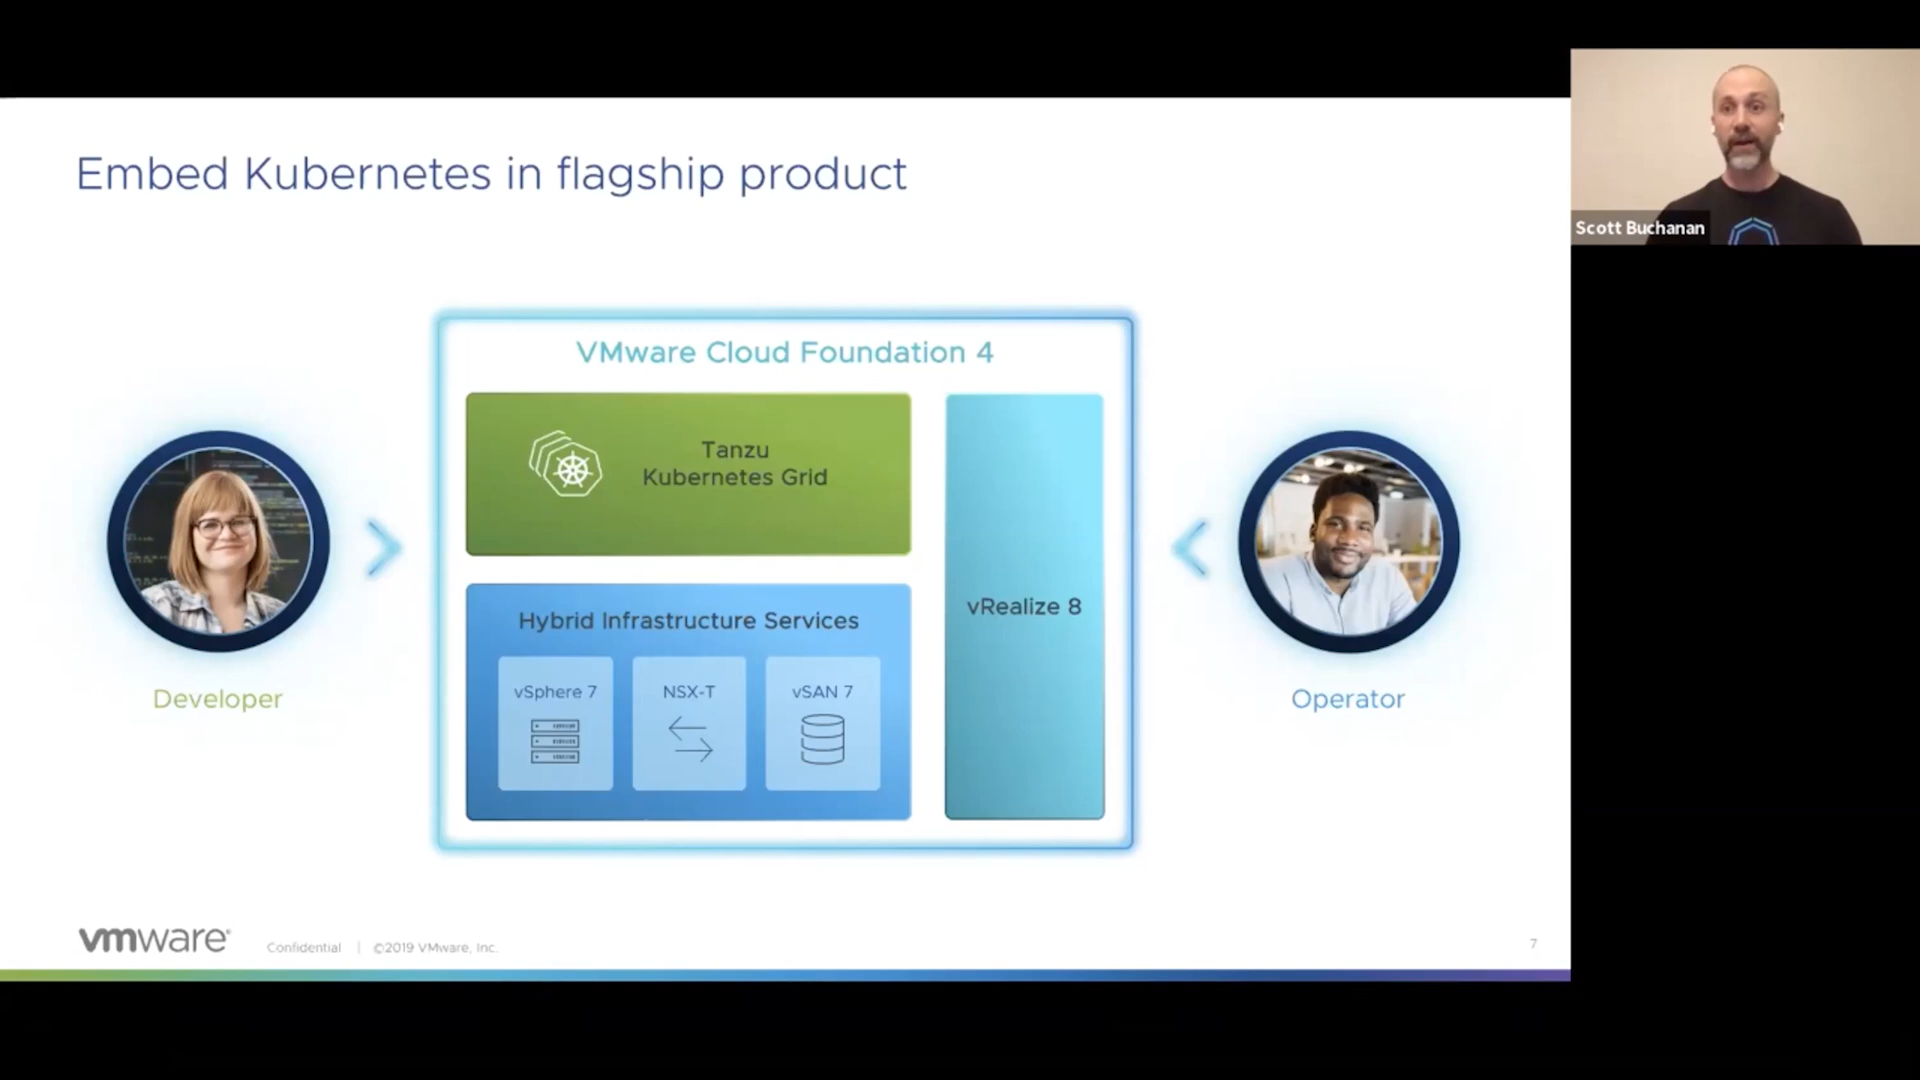 Embed Kubernetes in flagship product
Scott Buchanan
VMware Cloud Foundation 4
Tanzu
Kubernetes Grid
Hybrid Infrastructure Services
vSphere 7
NSX-T
vSAN 7
vRealize 8
Developer
Operator
vmware®
Confidential | ©2019 VMware, Inc.
7